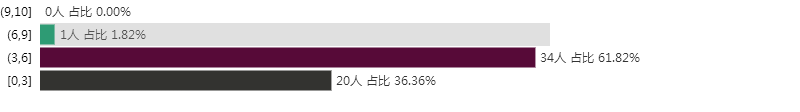 (9,10] 0人 占比 0.00%
(6,9] 1人 占比 1.82%
(3,6] 34人 占比 61.82%
[0,3] 20人 占比 36.36%